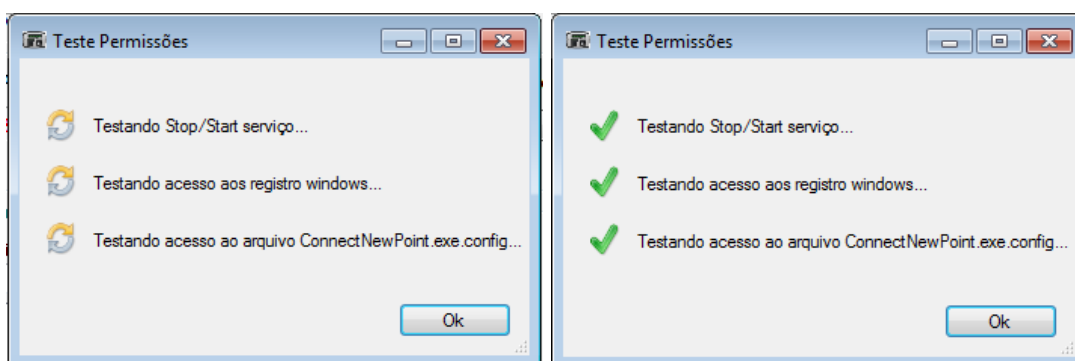 Teste Permissões
Testando Stop/Start serviço...
Testando acesso aos registro windows...
Testando acesso ao arquivo ConnectNewPoint.exe.config...
Ok
Teste Permissões
Testando Stop/Start serviço...
Testando acesso aos registro windows...
Testando acesso ao arquivo ConnectNewPoint.exe.config...
Ok